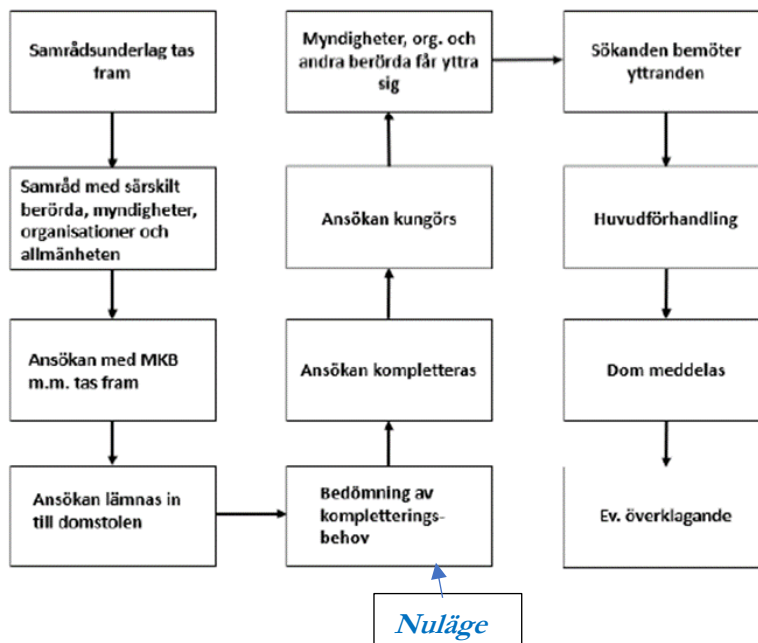 Samrådsunderlag tas
fram
Samråd med särskilt
berörda, myndigheter,
organisationer och
allmänheten
Ansökan med MKB
m.m. tas fram
Ansökan lämnas in
till domstolen
Bedömning av
kompletterings-
behov
Nuläge
Ansökan kompletteras
Ansökan kungörs
Myndigheter, org. och
andra berörda får yttra
sig
Sökanden bemöter
yttranden
Huvudförhandling
Dom meddelas
Ev. överklagande